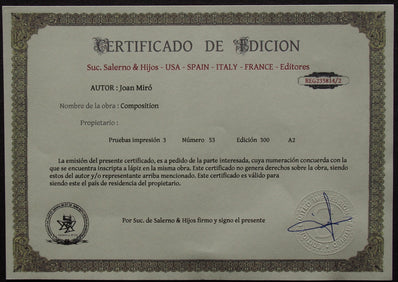 CERTIFICADO DE EDICION
Suc. Salerno & Hijos - USA - SPAIN - ITALY - FRANCE - Editores
REG235814/2
AUTOR : Joan Miró
Nombre de la obra : Composition
Propietario :
Pruebas impresión 3 Número 53 Edición 300 A2
La emisión del presente certificado, es a pedido de la parte interesada, cuya numeración concuerda con la
que se encuentra inscripta a lápiz en la misma obra. Este certificado no genera derechos sobre la obra, siendo
estos del autor y/o representante arriba mencionado. Este certificado es válido para
siendo este el país de residencia del propietario.
Por Suc. de Salerno & Hijos firmo y signo el presente